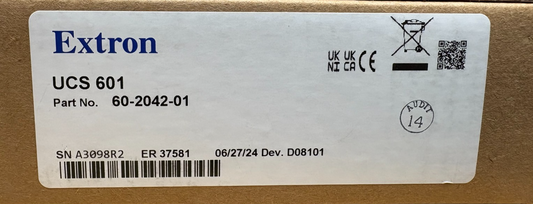 Extron
UK UK CE
NI CA
UCS 601
Part No. 60-2042-01
AUDIT
14
SN A3098R2 ER 37581 06/27/24 Dev. D08101